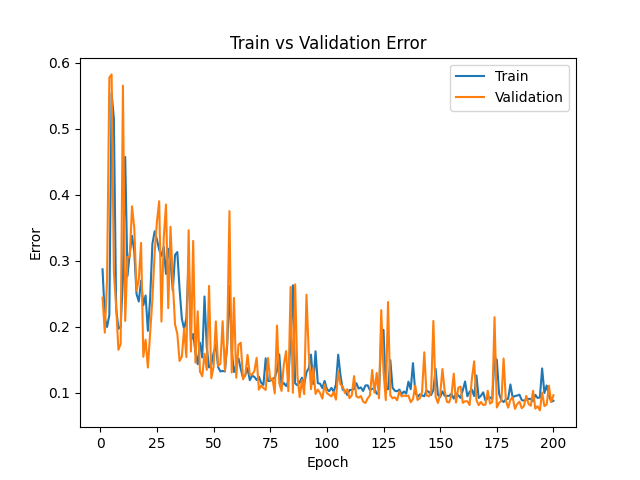 Train vs Validation Error
Train
Validation
Error
0.6
0.5
0.4
0.3
0.2
0.1
0 25 50 75 100 125 150 175 200
Epoch